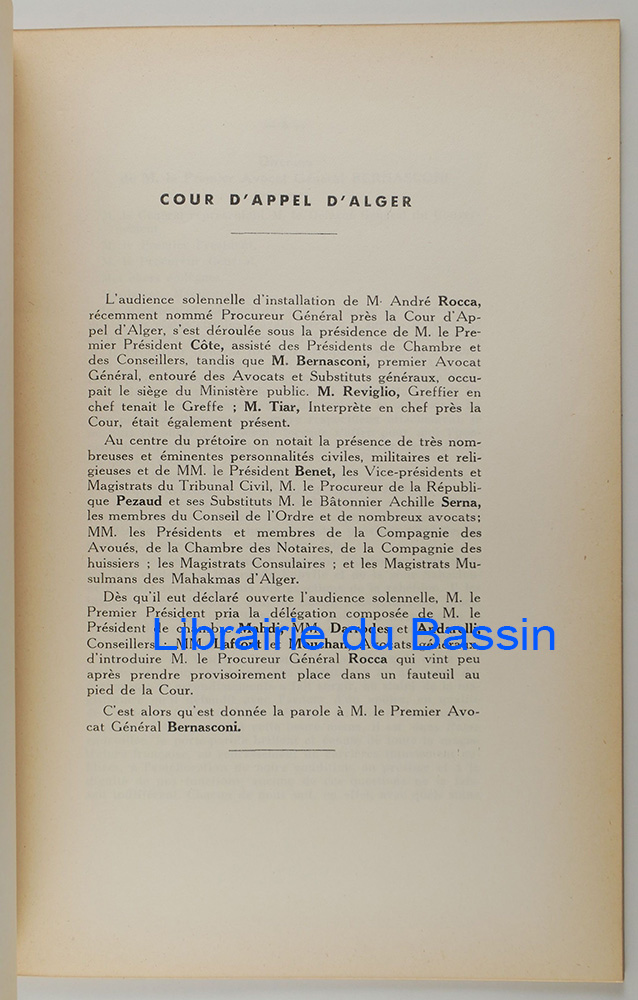 COUR D'APPEL D'ALGER
L'audience solennelle d'installation de M. André Rocca,
récemment nommé Procureur Général près la Cour d'Ap-
pel d'Alger, s'est déroulée sous la présidence de M. le Pre-
mier Président Côte, assisté des Présidents de Chambre et
des Conseillers, tandis que M. Bernasconi, premier Avocat
Général, entouré des Avocats et Substituts généraux, occu-
pait le siège du Ministère public. M. Reviglio, Greffier en
chef tenait le Greffe ; M. Tiar, Interprète en chef près la
Cour, était également présent.
Au centre du prétoire on notait la présence de très nom-
breuses et éminentes personnalités civiles, militaires et reli-
gieuses et de MM. le Président Benet, les Vice-présidents et
Magistrats du Tribunal Civil, M. le Procureur de la Républi-
que Pezaud et ses Substituts M. le Bâtonnier Achille Serna,
les membres du Conseil de l'Ordre et de nombreux avocats;
MM. les Présidents et membres de la Compagnie des
Avoués, de la Chambre des Notaires, de la Compagnie des
huissiers ; les Magistrats Consulaires ; et les Magistrats Mu-
sulmans des Mahakmas d'Alger.
Dès qu'il eut déclaré ouverte l'audience solennelle, M. le
Premier Président pria la délégation composée de M. le
Président de chambre Mahdi, MM. et
Librairie du Bassin
Conseillers ; MM. et Avocats généraux,
d'introduire M. le Procureur Général Rocca qui vint peu
après prendre provisoirement place dans un fauteuil au
pied de la Cour.
C'est alors qu'est donnée la parole à M. le Premier Avo-
cat Général Bernasconi.